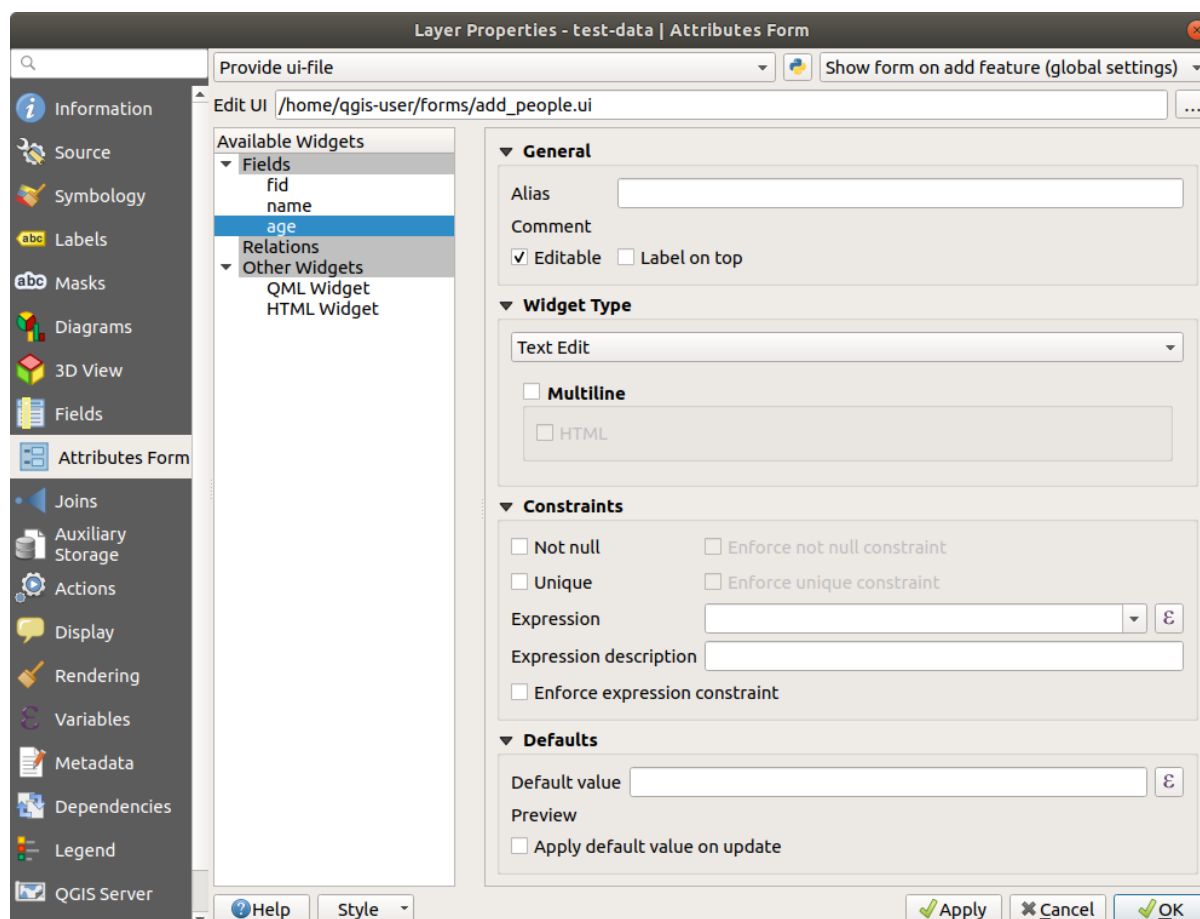 Layer Properties - test-data | Attributes Form
Provide ui-file
Show form on add feature (global settings)
Edit UI /home/qgis-user/forms/add_people.ui
...
Information
Source
Symbology
abc Labels
abc Masks
Diagrams
3D View
Fields
Attributes Form
Joins
Auxiliary
Storage
Actions
Display
Rendering
Variables
Metadata
Dependencies
Legend
QGIS Server
Available Widgets
Fields
fid
name
age
Relations
Other Widgets
QML Widget
HTML Widget
General
Alias
Comment
Editable Label on top
Widget Type
Text Edit
Multiline
HTML
Constraints
Not null Enforce not null constraint
Unique Enforce unique constraint
Expression ε
Expression description
Enforce expression constraint
Defaults
Default value ε
Preview
Apply default value on update
Help Style Apply Cancel OK